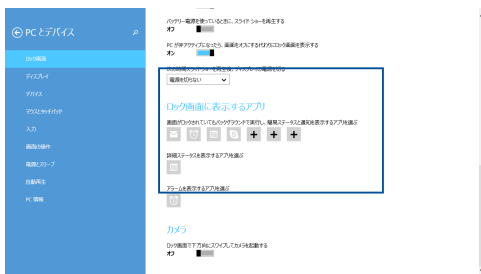 PC とデバイス
ロック画面
ディスプレイ
デバイス
マウスとタッチパッド
入力
画面の操作
電源とスリープ
自動再生
PC 情報
バッテリー電源を使っているときに、スライド ショーを再生する
オフ
PC が非アクティブになったら、画面をオフにする代わりにロック画面を表示する
オン
電源を切らない
ロック画面に表示するアプリ
画面がロックされていてもバックグラウンドで実行し、簡易ステータスと通知を表示するアプリを選ぶ
詳細ステータスを表示するアプリを選ぶ
アラームを表示するアプリを選ぶ
カメラ
ロック画面で下方向にスワイプしてカメラを起動する
オフ